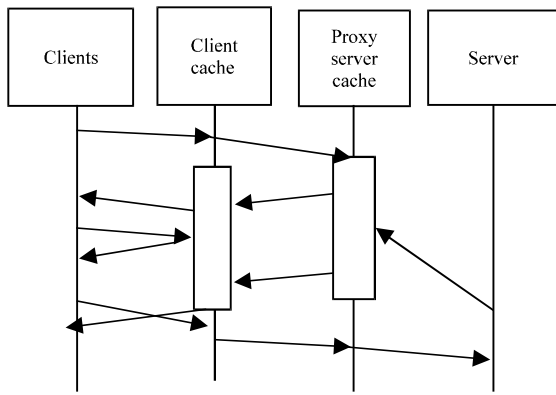 Clients
Client
cache
Proxy
server
cache
Server